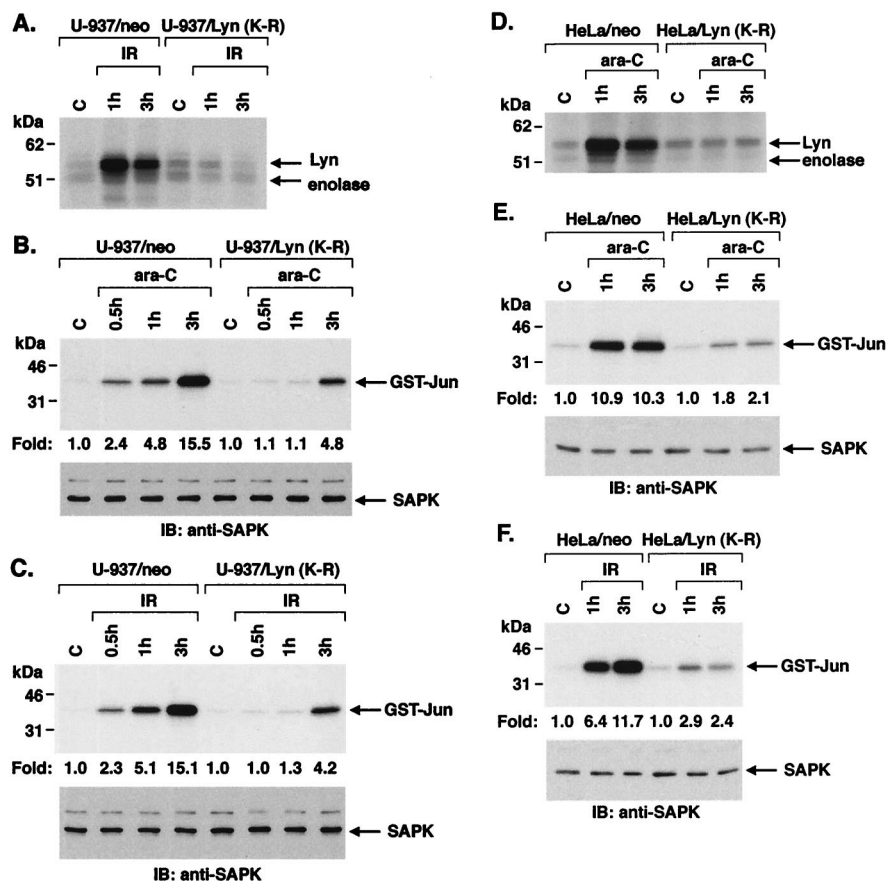 A.
U-937/neo U-937/Lyn (K-R)
IR IR
C 1h 3h C 1h 3h
kDa
62
51
Lyn
enolase
B.
U-937/neo U-937/Lyn (K-R)
ara-C ara-C
C 0.5h 1h 3h C 0.5h 1h 3h
kDa
46
31
GST-Jun
Fold: 1.0 2.4 4.8 15.5 1.0 1.1 1.1 4.8
SAPK
IB: anti-SAPK
C.
U-937/neo U-937/Lyn (K-R)
IR IR
C 0.5h 1h 3h C 0.5h 1h 3h
kDa
46
31
GST-Jun
Fold: 1.0 2.3 5.1 15.1 1.0 1.0 1.3 4.2
SAPK
IB: anti-SAPK
D.
HeLa/neo HeLa/Lyn (K-R)
ara-C ara-C
C 1h 3h C 1h 3h
kDa
62
51
Lyn
enolase
E.
HeLa/neo HeLa/Lyn (K-R)
ara-C ara-C
C 1h 3h C 1h 3h
kDa
46
31
GST-Jun
Fold: 1.0 10.9 10.3 1.0 1.8 2.1
SAPK
IB: anti-SAPK
F.
HeLa/neo HeLa/Lyn (K-R)
IR IR
C 1h 3h C 1h 3h
kDa
46
31
GST-Jun
Fold: 1.0 6.4 11.7 1.0 2.9 2.4
SAPK
IB: anti-SAPK